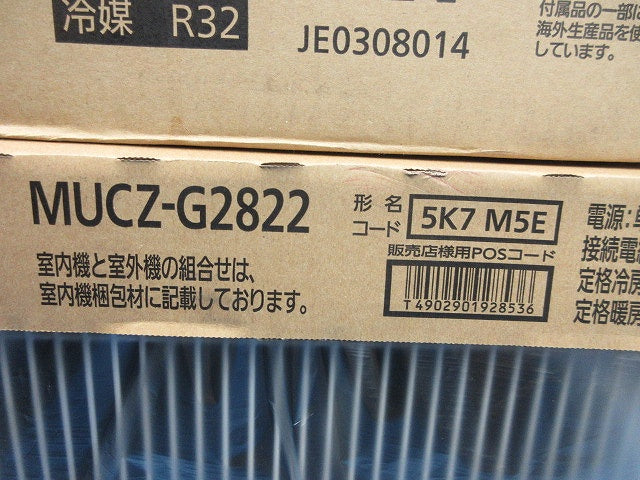 冷媒 R32
JE0308014
付属品の一部に
海外生産品を使
しています。
MUCZ-G2822
形名
コード
5K7 M5E
販売店様用POSコード
T4902901928536
室内機と室外機の組合せは、
室内機梱包材に記載しております。
電源:
接続電
定格冷房
定格暖房